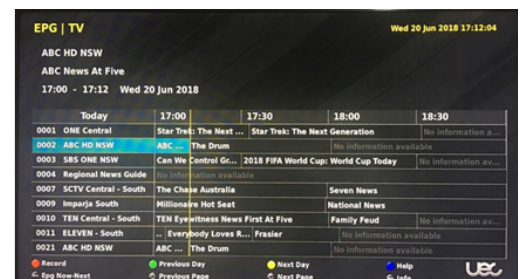 EPG | TV Wed 20 Jun 2018 17:12:04
ABC HD NSW
ABC News At Five
17:00 - 17:12 Wed 20 Jun 2018
Today 17:00 17:30 18:00 18:30
0001 ONE Central Star Trek: The Next ... Star Trek: The Next Generation No information a...
0002 ABC HD NSW ABC ... The Drum No information available
0003 SBS ONE NSW Can We Control Gr... 2018 FIFA World Cup: World Cup Today No information av...
0004 Regional News Guide No information available
0007 SCTV Central - South The Chase Australia Seven News
0009 Imparja South Millionaire Hot Seat National News
0010 TEN Central - South TEN Eyewitness News First At Five Family Feud No information av...
0011 ELEVEN - South .. Everybody Loves R... Frasier No information available
0021 ABC HD NSW ABC ... The Drum No information available
Record Previous Day Next Day Help
Epg Now-Next Previous Page Next Page Info UEC